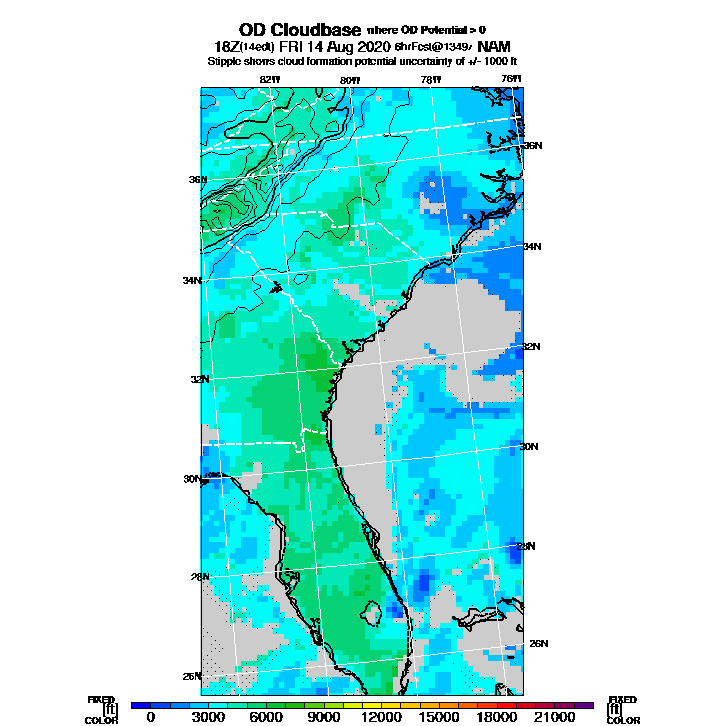 OD Cloudbase where OD Potential > 0
18Z(14edt) FRI 14 Aug 2020 6hrFcst@1349z NAM
Stipple shows cloud formation potential uncertainty of +/- 1000 ft
82W 80W 78W 76W
36N
36N
34N
34N
32N
32N
30N
30N
28N
28N
26N
26N
FIXED FIXED
[ft] [ft]
COLOR COLOR
0 3000 6000 9000 12000 15000 18000 21000